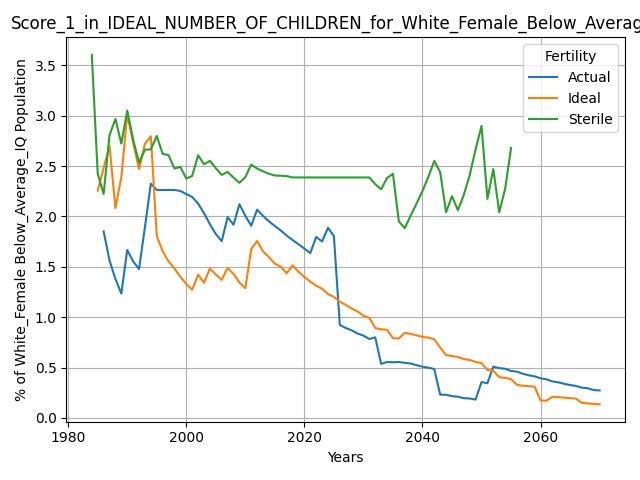 Score_1_in_IDEAL_NUMBER_OF_CHILDREN_for_White_Female_Below_Averag
% of White_Female Below_Average_IQ Population
3.5
3.0
2.5
2.0
1.5
1.0
0.5
0.0
Fertility
Actual
Ideal
Sterile
1980
2000
2020
2040
2060
Years